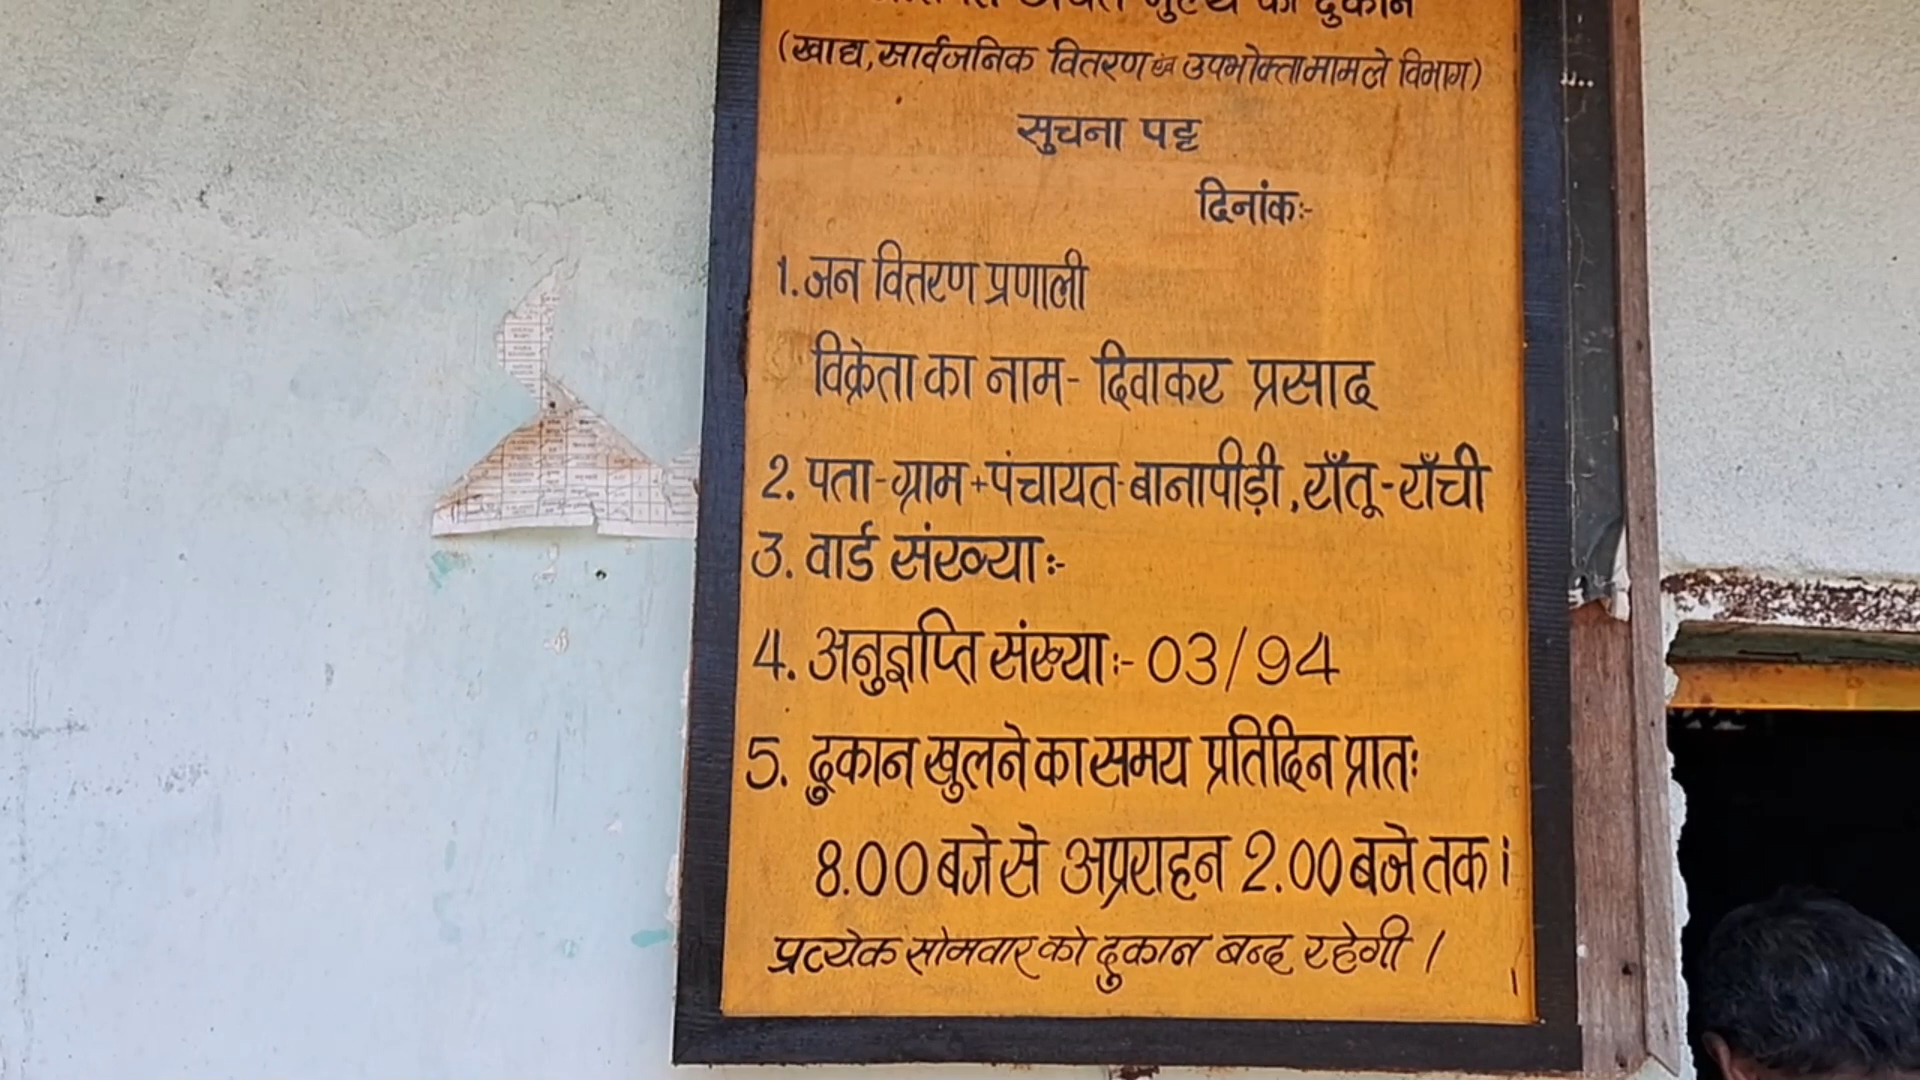 उचित मुल्य की दुकान
(खाद्य, सार्वजनिक वितरण एवं उपभोक्ता मामले विभाग)
सुचना पट्ट
दिनांकः-
1. जन वितरण प्रणाली
विक्रेता का नाम - दिवाकर प्रसाद
2. पता - ग्राम + पंचायत - बानापीड़ी, राँतू - राँची
3. वार्ड संख्याः-
4. अनुज्ञप्ति संख्याः- 03/94
5. दुकान खुलने का समय प्रतिदिन प्रातः
8.00 बजे से अप्रराहन 2.00 बजे तक।
प्रत्येक सोमवार को दुकान बन्द रहेगी।